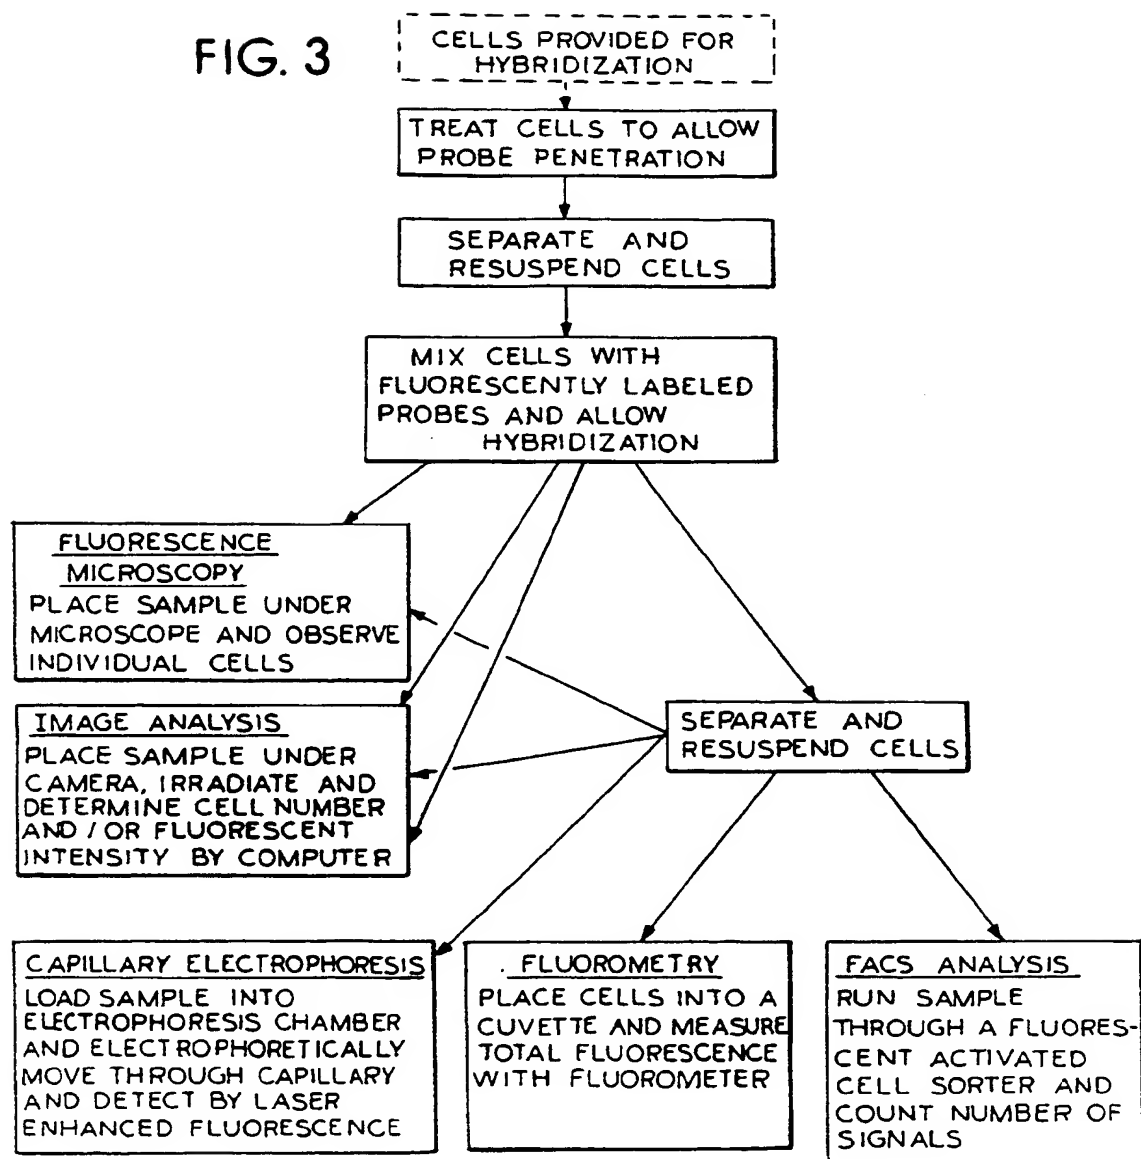 FIG. 3
CELLS PROVIDED FOR
HYBRIDIZATION
TREAT CELLS TO ALLOW
PROBE PENETRATION
SEPARATE AND
RESUSPEND CELLS
MIX CELLS WITH
FLUORESCENTLY LABELED
PROBES AND ALLOW
HYBRIDIZATION
FLUORESCENCE
MICROSCOPY
PLACE SAMPLE UNDER
MICROSCOPE AND OBSERVE
INDIVIDUAL CELLS
IMAGE ANALYSIS
PLACE SAMPLE UNDER
CAMERA, IRRADIATE AND
DETERMINE CELL NUMBER
AND / OR FLUORESCENT
INTENSITY BY COMPUTER
SEPARATE AND
RESUSPEND CELLS
CAPILLARY ELECTROPHORESIS
LOAD SAMPLE INTO
ELECTROPHORESIS CHAMBER
AND ELECTROPHORETICALLY
MOVE THROUGH CAPILLARY
AND DETECT BY LASER
ENHANCED FLUORESCENCE
FLUOROMETRY
PLACE CELLS INTO A
CUVETTE AND MEASURE
TOTAL FLUORESCENCE
WITH FLUOROMETER
FACS ANALYSIS
RUN SAMPLE
THROUGH A FLUORES-
CENT ACTIVATED
CELL SORTER AND
COUNT NUMBER OF
SIGNALS